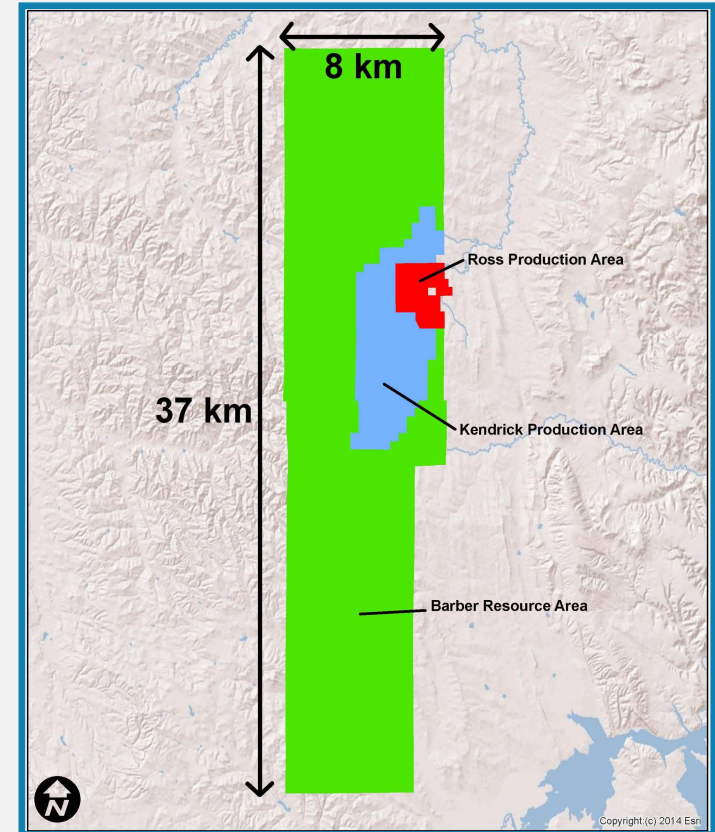 8 km
Ross Production Area
37 km
Kendrick Production Area
Barber Resource Area
N
Copyright:(c) 2014 Esri